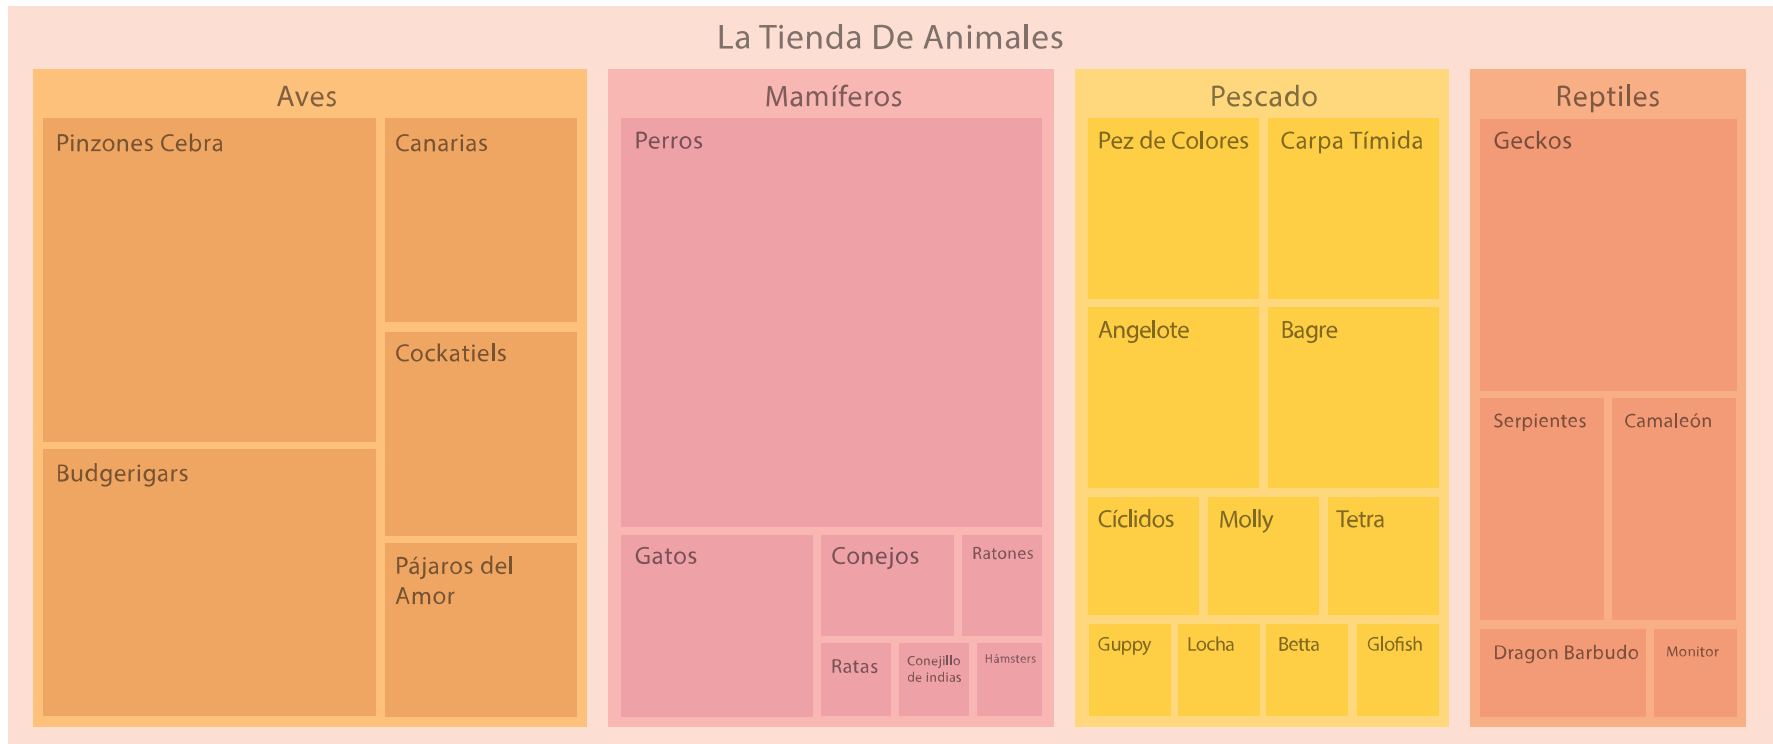 La Tienda De Animales
Aves
Pinzones Cebra
Canarias
Cockatiels
Budgerigars
Pájaros del
Amor
Mamíferos
Perros
Gatos
Conejos
Ratones
Ratas
Conejillo
de indias
Hámsters
Pescado
Pez de Colores
Carpa Tímida
Angelote
Bagre
Cíclidos
Molly
Tetra
Guppy
Locha
Betta
Glofish
Reptiles
Geckos
Serpientes
Camaleón
Dragon Barbudo
Monitor